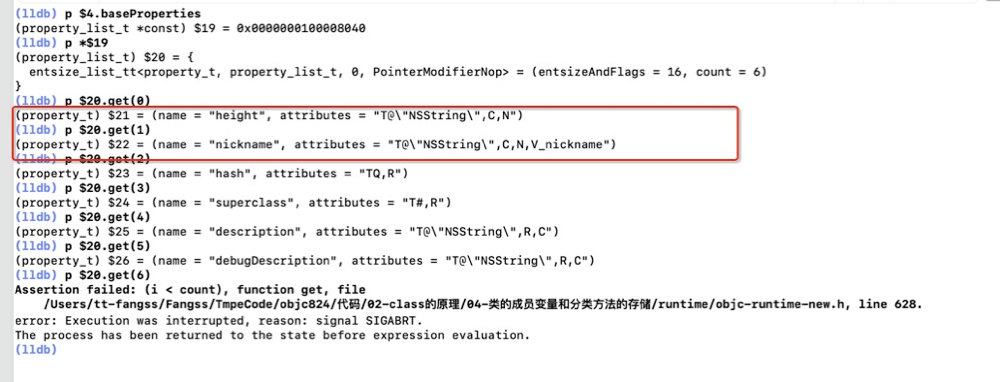 (lldb) p $4.baseProperties
(property_list_t *const) $19 = 0x0000000100008040
(lldb) p *$19
(property_list_t) $20 = {
  entsize_list_tt<property_t, property_list_t, 0, PointerModifierNop> = (entsizeAndFlags = 16, count = 6)
}
(lldb) p $20.get(0)
(property_t) $21 = (name = "height", attributes = "T@\"NSString\",C,N")
(lldb) p $20.get(1)
(property_t) $22 = (name = "nickname", attributes = "T@\"NSString\",C,N,V_nickname")
(lldb) p $20.get(2)
(property_t) $23 = (name = "hash", attributes = "TQ,R")
(lldb) p $20.get(3)
(property_t) $24 = (name = "superclass", attributes = "T#,R")
(lldb) p $20.get(4)
(property_t) $25 = (name = "description", attributes = "T@\"NSString\",R,C")
(lldb) p $20.get(5)
(property_t) $26 = (name = "debugDescription", attributes = "T@\"NSString\",R,C")
(lldb) p $20.get(6)
Assertion failed: (i < count), function get, file
/Users/tt-fangss/Fangss/TmpeCode/objc824/代码/02-class的原理/04-类的成员变量和分类方法的存储/runtime/objc-runtime-new.h, line 628.
error: Execution was interrupted, reason: signal SIGABRT.
The process has been returned to the state before expression evaluation.
(lldb)